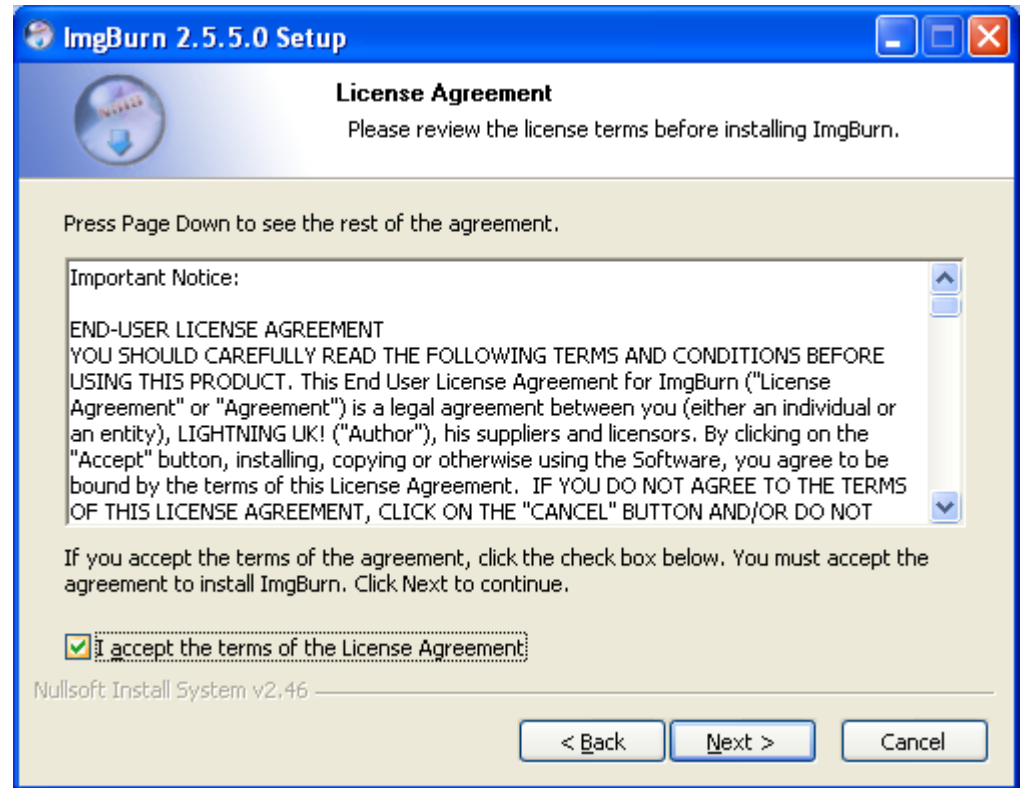 ImgBurn 2.5.5.0 Setup
NSIS
License Agreement
Please review the license terms before installing ImgBurn.
Press Page Down to see the rest of the agreement.
Important Notice:
END-USER LICENSE AGREEMENT
YOU SHOULD CAREFULLY READ THE FOLLOWING TERMS AND CONDITIONS BEFORE
USING THIS PRODUCT. This End User License Agreement for ImgBurn ("License
Agreement" or "Agreement") is a legal agreement between you (either an individual or
an entity), LIGHTNING UK! ("Author"), his suppliers and licensors. By clicking on the
"Accept" button, installing, copying or otherwise using the Software, you agree to be
bound by the terms of this License Agreement.  IF YOU DO NOT AGREE TO THE TERMS
OF THIS LICENSE AGREEMENT, CLICK ON THE "CANCEL" BUTTON AND/OR DO NOT
If you accept the terms of the agreement, click the check box below. You must accept the
agreement to install ImgBurn. Click Next to continue.
I accept the terms of the License Agreement
Nullsoft Install System v2.46
< Back Next > Cancel